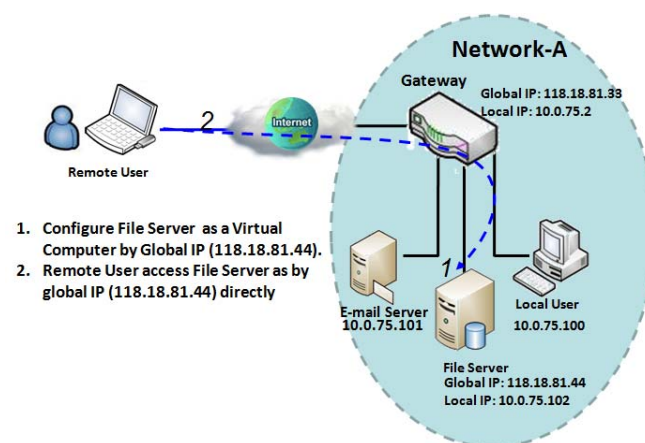 Network-A
Gateway
Global IP: 118.18.81.33
Local IP: 10.0.75.2
2
Internet
Remote User
1. Configure File Server as a Virtual
Computer by Global IP (118.18.81.44).
2. Remote User access File Server as by
global IP (118.18.81.44) directly
1
E-mail Server
10.0.75.101
Local User
10.0.75.100
File Server
Global IP: 118.18.81.44
Local IP: 10.0.75.102